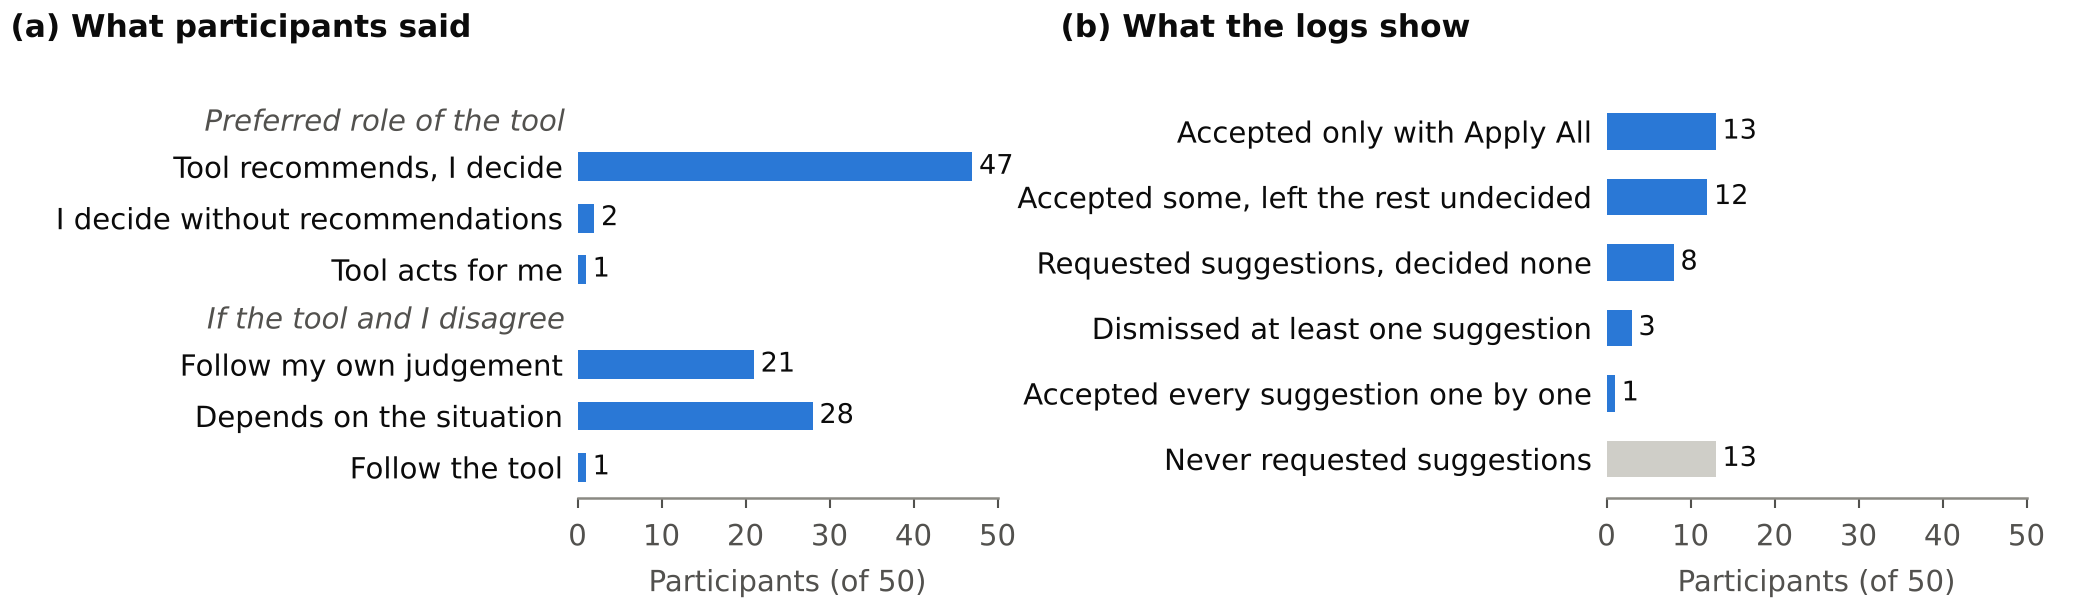 (a) What participants said
Preferred role of the tool
Tool recommends, I decide 47
I decide without recommendations 2
Tool acts for me 1
If the tool and I disagree
Follow my own judgement 21
Depends on the situation 28
Follow the tool 1
0 10 20 30 40 50
Participants (of 50)
(b) What the logs show
Accepted only with Apply All 13
Accepted some, left the rest undecided 12
Requested suggestions, decided none 8
Dismissed at least one suggestion 3
Accepted every suggestion one by one 1
Never requested suggestions 13
0 10 20 30 40 50
Participants (of 50)